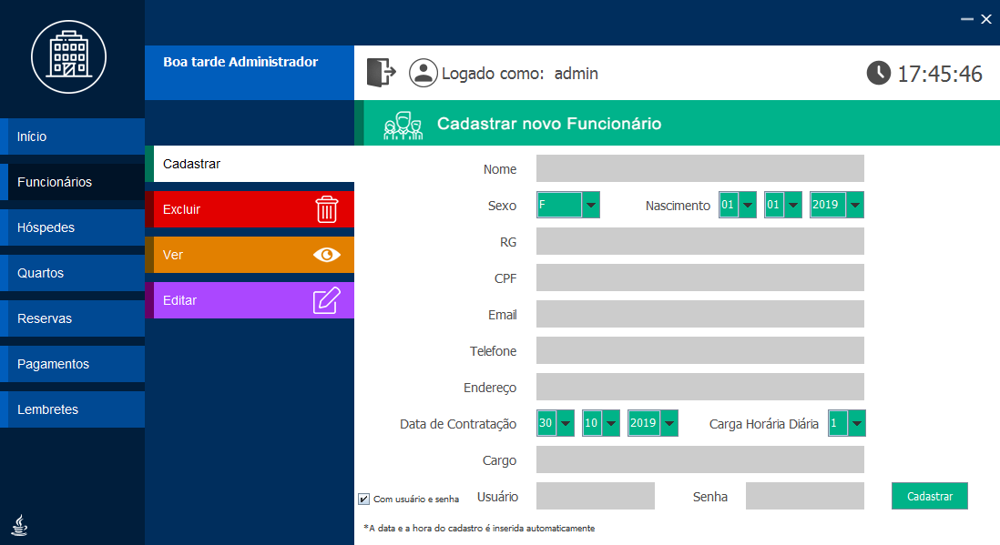 Boa tarde Administrador
Logado como: admin
17:45:46
Cadastrar novo Funcionário
Início
Funcionários
Hóspedes
Quartos
Reservas
Pagamentos
Lembretes
Cadastrar
Excluir
Ver
Editar
Nome
Sexo F Nascimento 01 01 2019
RG
CPF
Email
Telefone
Endereço
Data de Contratação 30 10 2019 Carga Horária Diária 1
Cargo
Com usuário e senha Usuário Senha Cadastrar
*A data e a hora do cadastro é inserida automaticamente